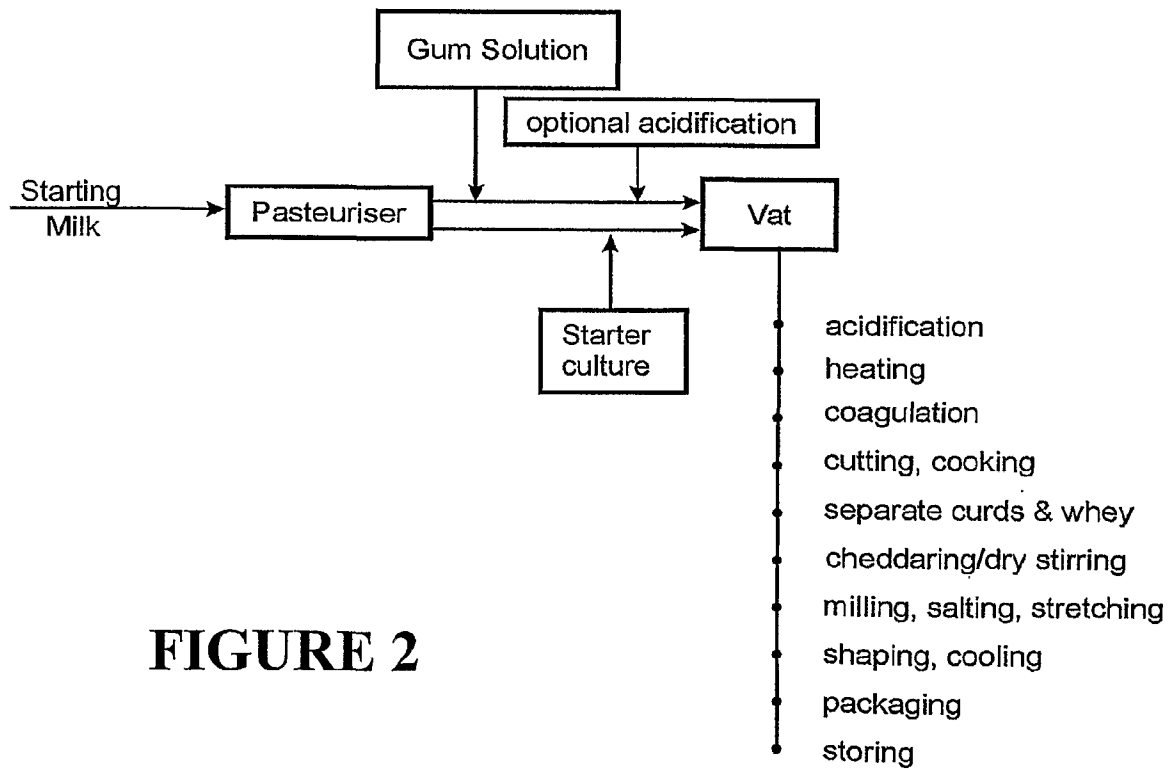 Gum Solution
optional acidification
Starting
Milk
Pasteuriser
Vat
Starter
culture
acidification
heating
coagulation
cutting, cooking
separate curds & whey
cheddaring/dry stirring
milling, salting, stretching
shaping, cooling
packaging
storing
FIGURE 2